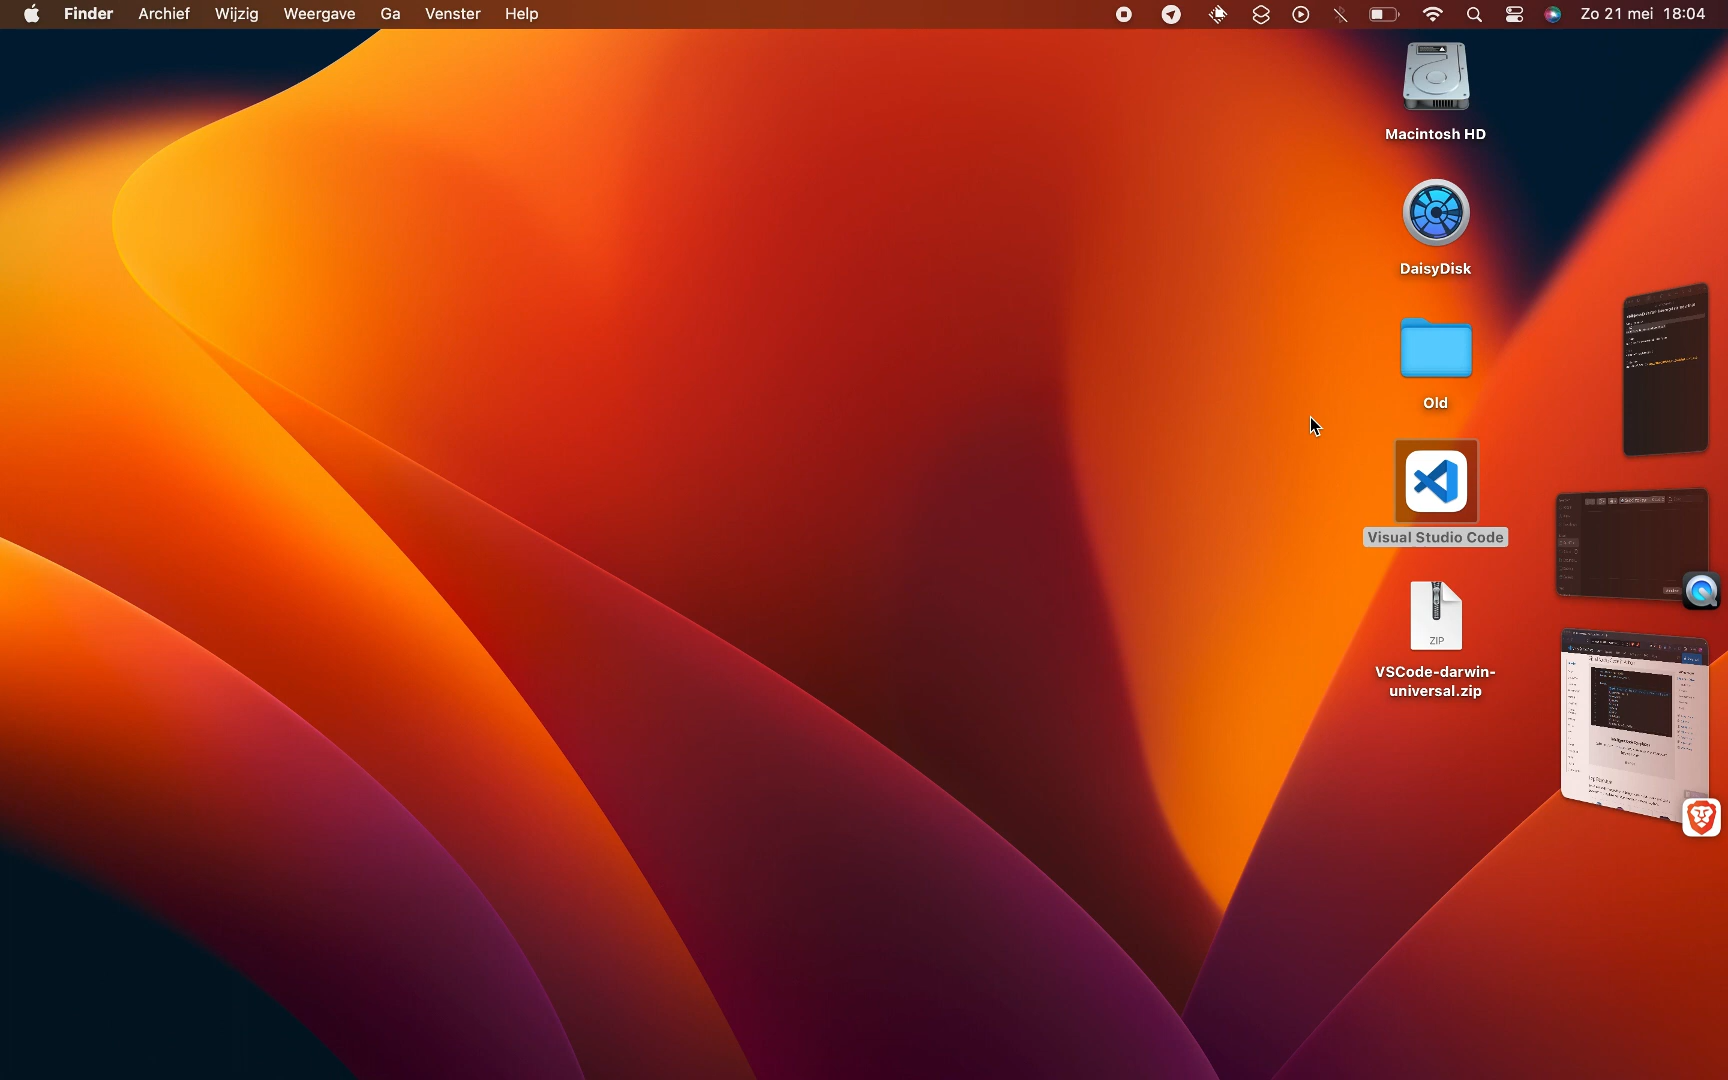 Finder Archief Wijzig Weergave Ga Venster Help Zo 21 mei 18:04
Macintosh HD
DaisyDisk
Old
Visual Studio Code
ZIP
VSCode-darwin-
universal.zip